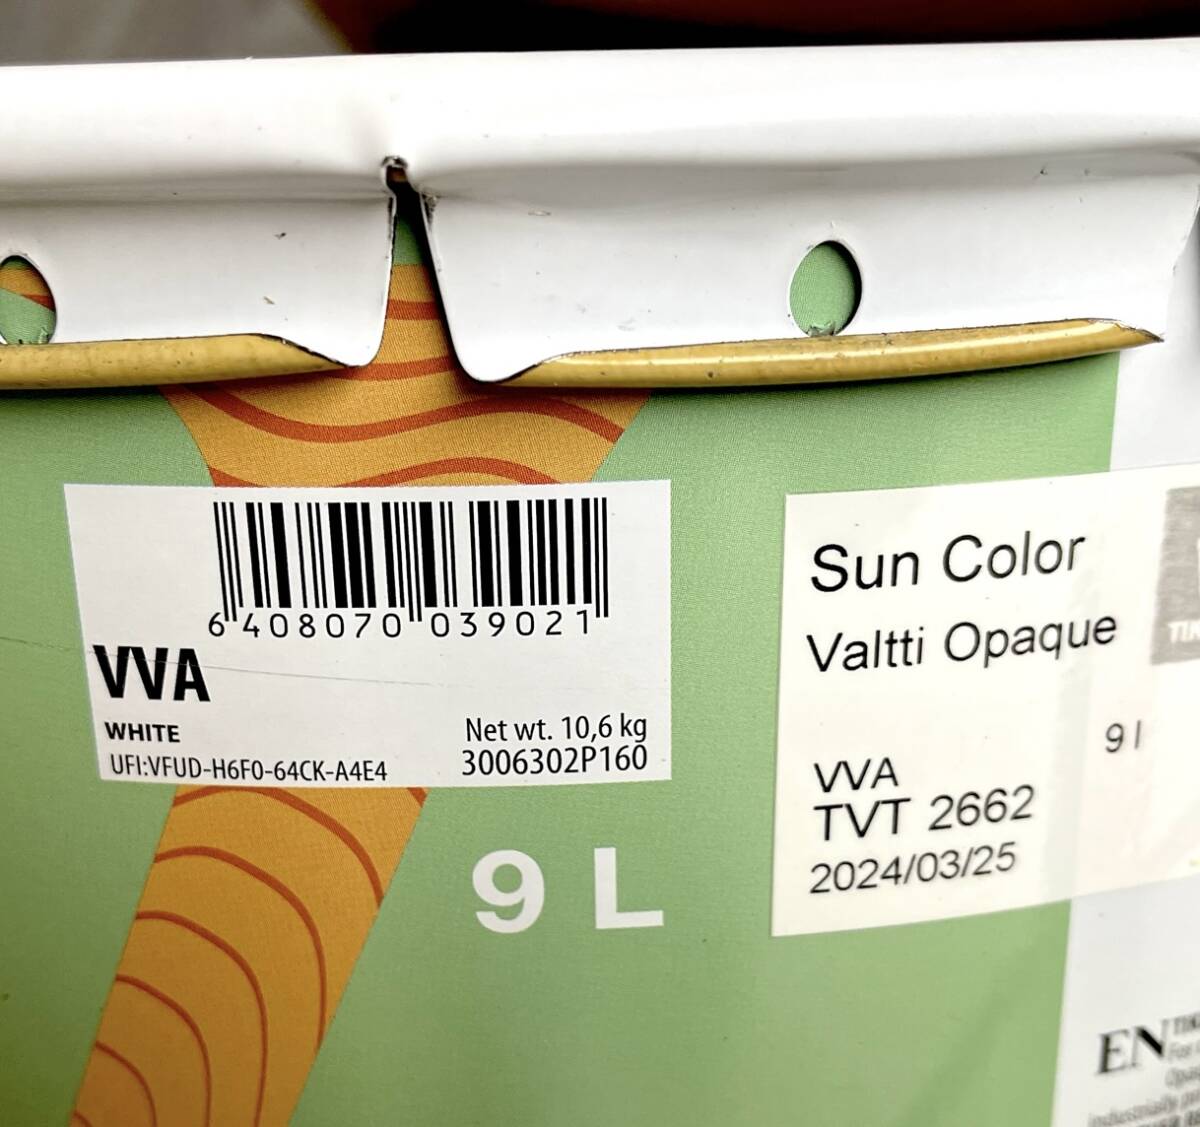 6 408070 039021
VVA
WHITE
UFI:VFUD-H6F0-64CK-A4E4
Net wt. 10,6 kg
3006302P160
9 L
Sun Color
Valtti Opaque
9 l
VVA
TVT 2662
2024/03/25
EN